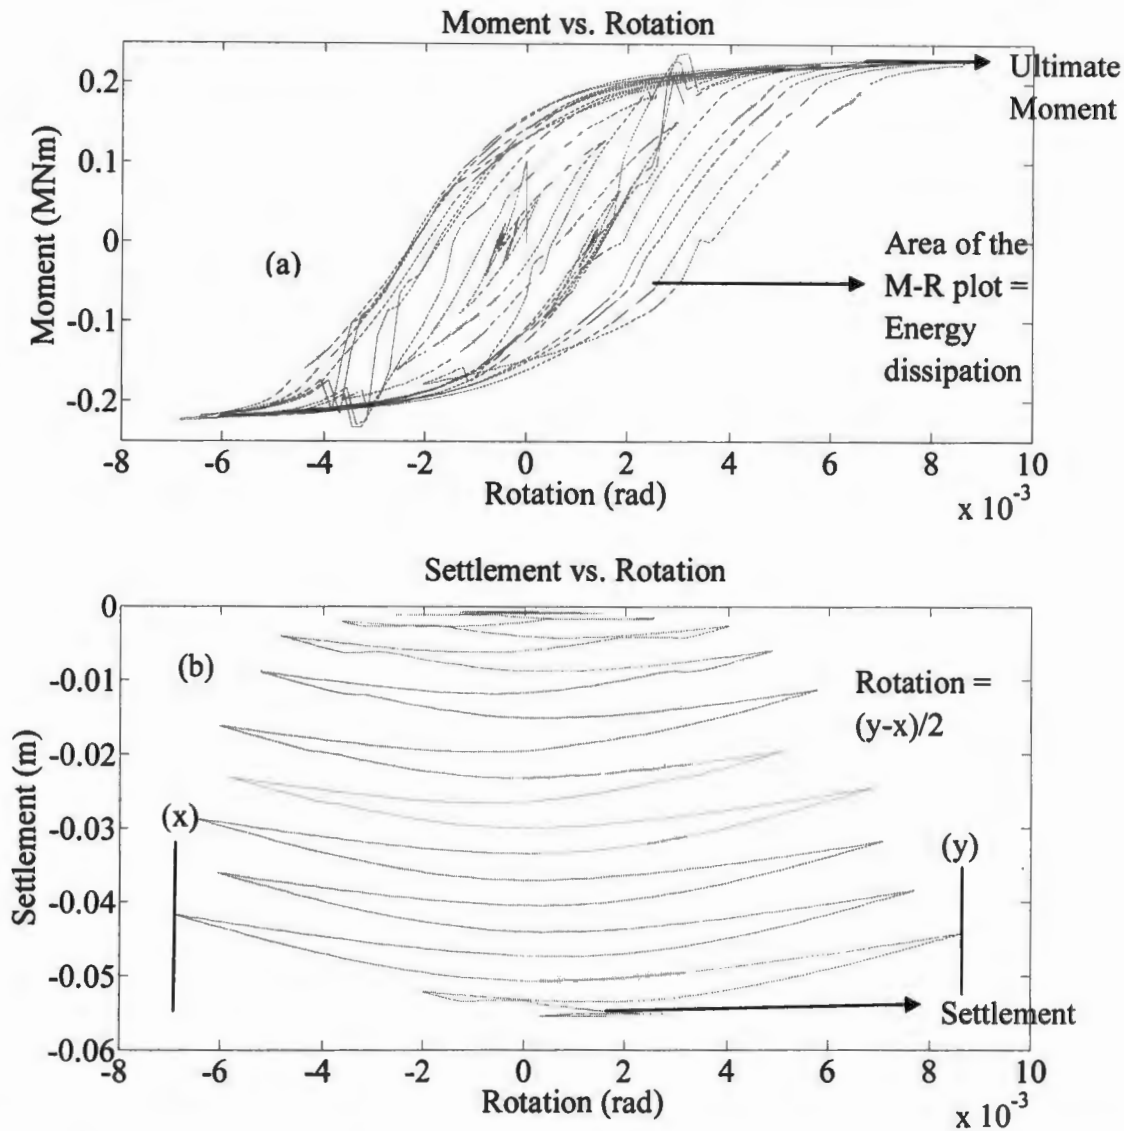 Moment vs. Rotation
Moment (MNm)
0.2
0.1
0
-0.1
-0.2
(a)
Ultimate
Moment
Area of the
M-R plot =
Energy
dissipation
-8 -6 -4 -2 0 2 4 6 8 10
Rotation (rad)
x 10-3
Settlement vs. Rotation
Settlement (m)
0
-0.01
-0.02
-0.03
-0.04
-0.05
-0.06
(b)
Rotation =
(y-x)/2
(x)
(y)
Settlement
-8 -6 -4 -2 0 2 4 6 8 10
Rotation (rad)
x 10-3